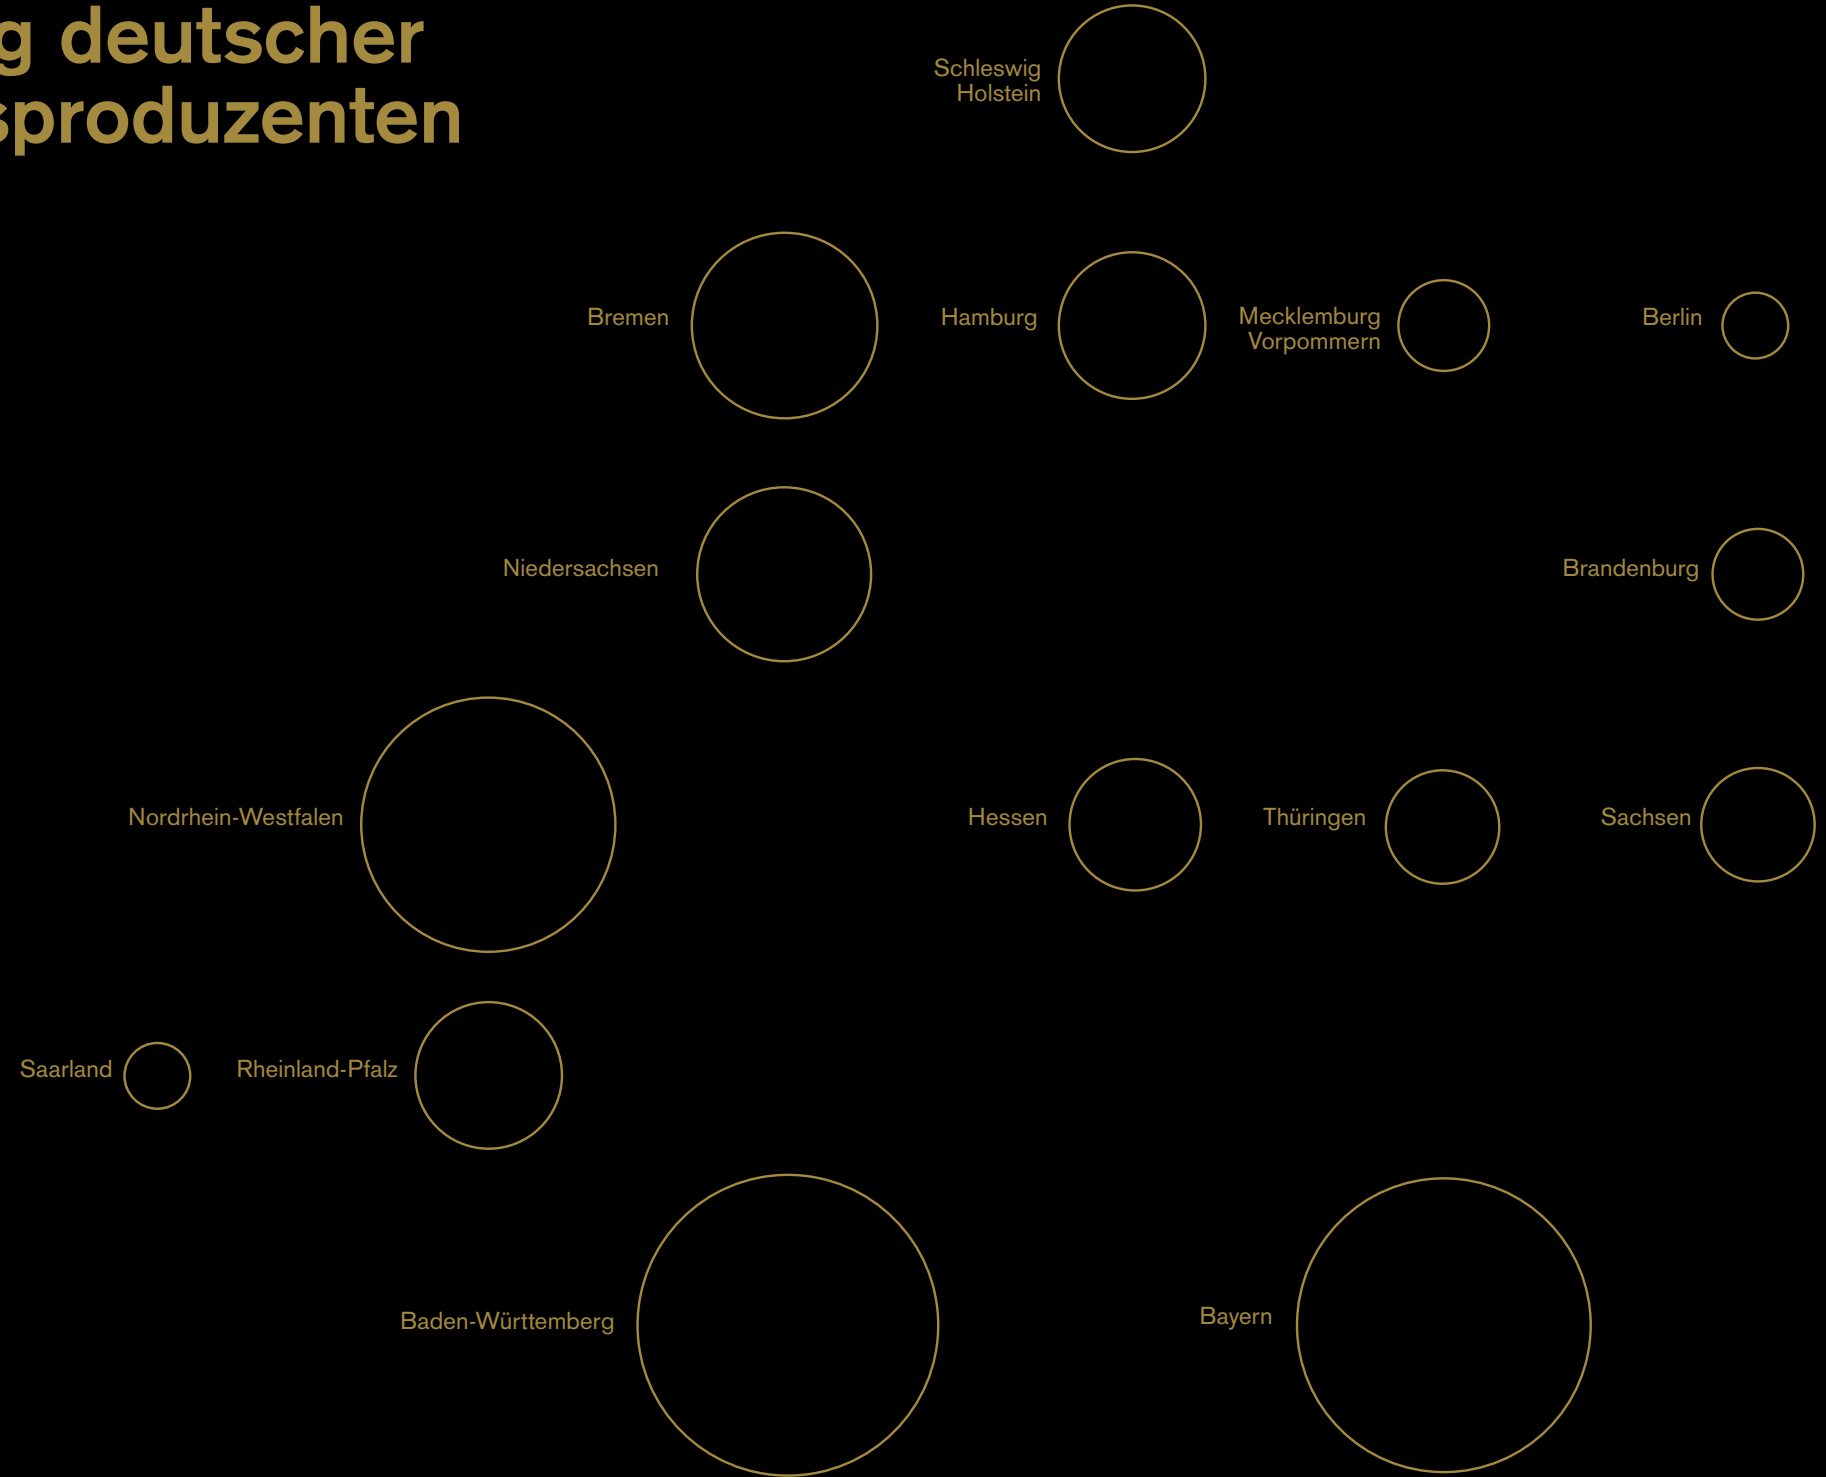 g deutscher
sproduzenten
Schleswig
Holstein
Bremen
Hamburg
Mecklemburg
Vorpommern
Berlin
Niedersachsen
Brandenburg
Nordrhein-Westfalen
Hessen
Thüringen
Sachsen
Saarland
Rheinland-Pfalz
Baden-Württemberg
Bayern